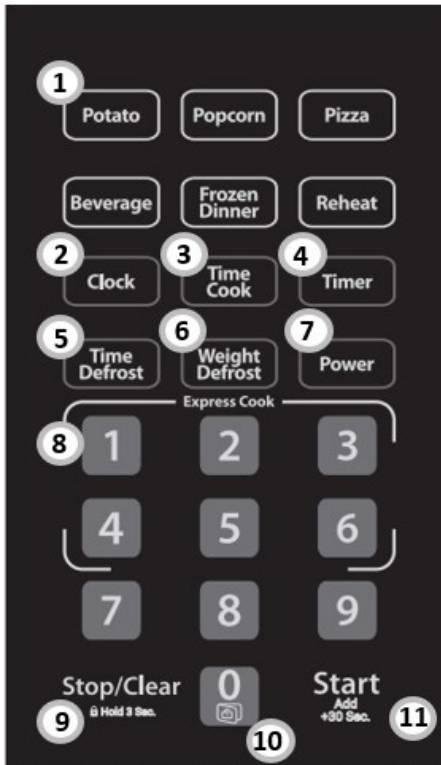 1
Potato Popcorn Pizza
Beverage Frozen Dinner Reheat
2 3 4
Clock Time Cook Timer
5 6 7
Time Defrost Weight Defrost Power
Express Cook
8
1 2 3
4 5 6
7 8 9
Stop/Clear 0 Start
Hold 3 Sec. Add
+30 Sec.
9 10 11